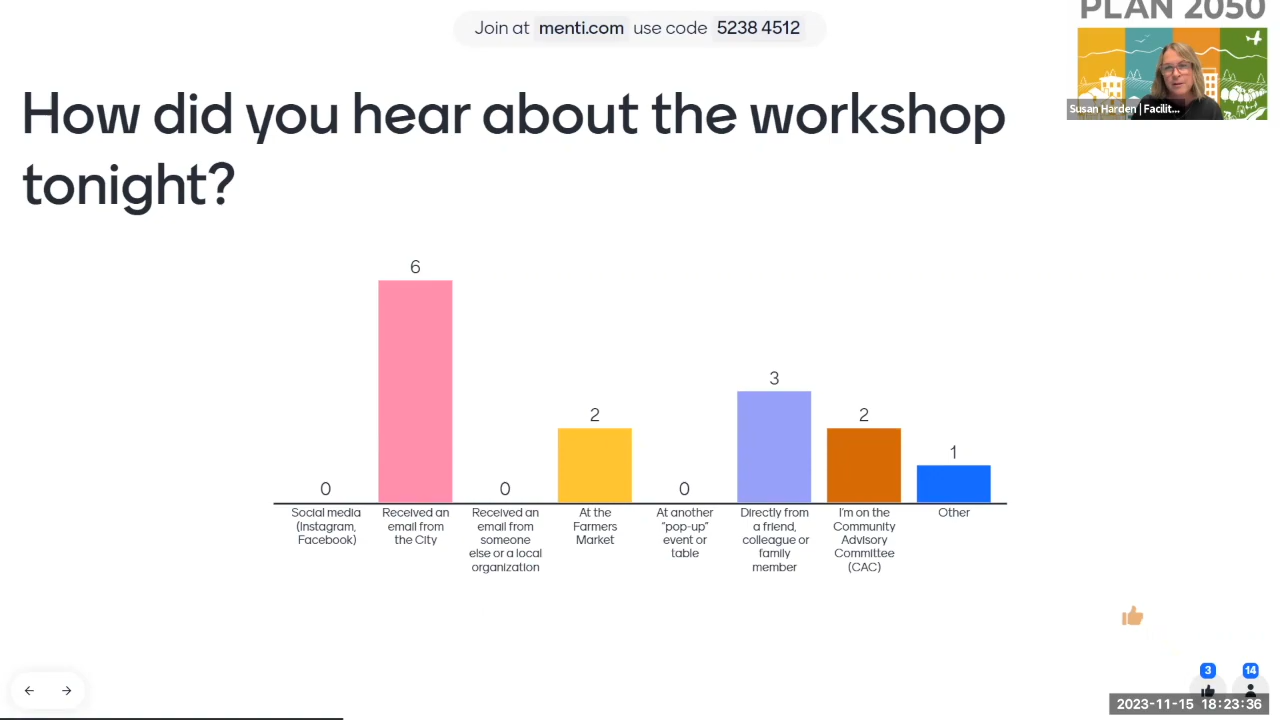 Join at menti.com use code 5238 4512
PLAN 2050
Susan Harden | Facilit...
How did you hear about the workshop
tonight?
6
3
2
2
1
0
0
0
Social media
(Instagram,
Facebook)
Received an
email from
the City
Received an
email from
someone
else or a local
organization
At the
Farmers
Market
At another
"pop-up"
event or
table
Directly from
a friend,
colleague or
family
member
I'm on the
Community
Advisory
Committee
(CAC)
Other
3
14
2023-11-15 18:23:36